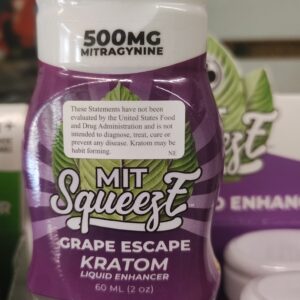 500MG
MITRAGYNINE
These Statements have not been
evaluated by the United States Food
and Drug Administration and is not
intended to diagnose, treat, cure or
prevent any disease. Kratom may be
habit forming.
NE
MIT
SqueezE
GRAPE ESCAPE
KRATOM
LIQUID ENHANCER
60 ML (2 oz)
ENHANCE